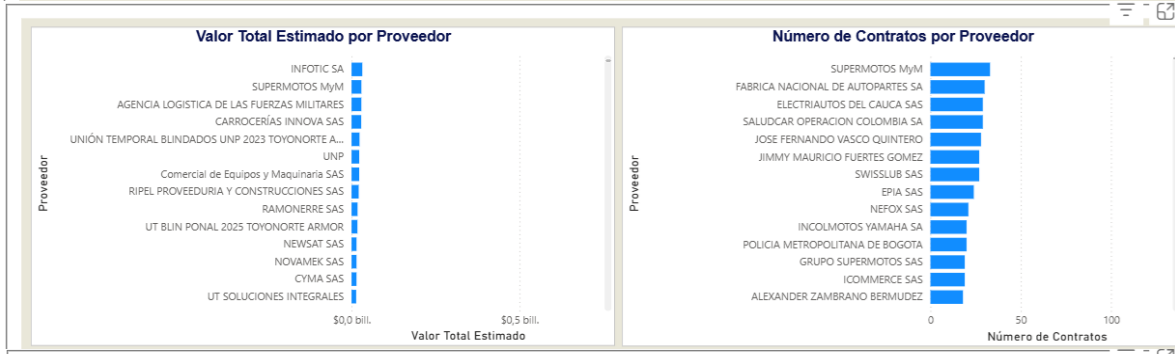 Valor Total Estimado por Proveedor
INFOTIC SA
SUPERMOTOS MyM
AGENCIA LOGISTICA DE LAS FUERZAS MILITARES
CARROCERÍAS INNOVA SAS
UNIÓN TEMPORAL BLINDADOS UNP 2023 TOYONORTE A...
UNP
Comercial de Equipos y Maquinaria SAS
RIPEL PROVEEDURIA Y CONSTRUCCIONES SAS
RAMONERRE SAS
UT BLIN PONAL 2025 TOYONORTE ARMOR
NEWSAT SAS
NOVAMEK SAS
CYMA SAS
UT SOLUCIONES INTEGRALES
Proveedor
$0,0 bill.
$0,5 bill.
Valor Total Estimado
Número de Contratos por Proveedor
SUPERMOTOS MyM
FABRICA NACIONAL DE AUTOPARTES SA
ELECTRIAUTOS DEL CAUCA SAS
SALUDCAR OPERACION COLOMBIA SA
JOSE FERNANDO VASCO QUINTERO
JIMMY MAURICIO FUERTES GOMEZ
SWISSLUB SAS
EPIA SAS
NEFOX SAS
INCOLMOTOS YAMAHA SA
POLICIA METROPOLITANA DE BOGOTA
GRUPO SUPERMOTOS SAS
ICOMMERCE SAS
ALEXANDER ZAMBRANO BERMUDEZ
Proveedor
0
50
100
Número de Contratos